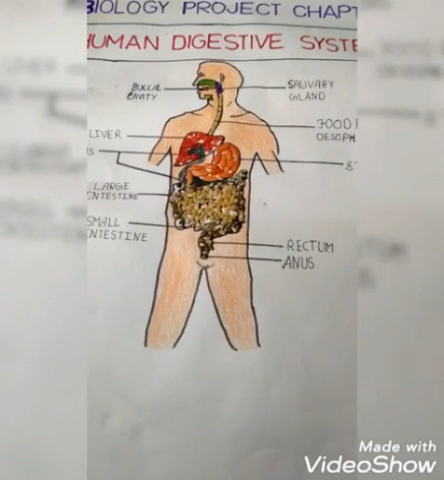 BIOLOGY PROJECT CHAPT
HUMAN DIGESTIVE SYSTE
BUCCAL
CAVITY
SALIVARY
GLAND
FOOD
OESOPH
LIVER
LARGE
INTESTINE
SMALL
INTESTINE
RECTUM
ANUS
Made with
VideoShow